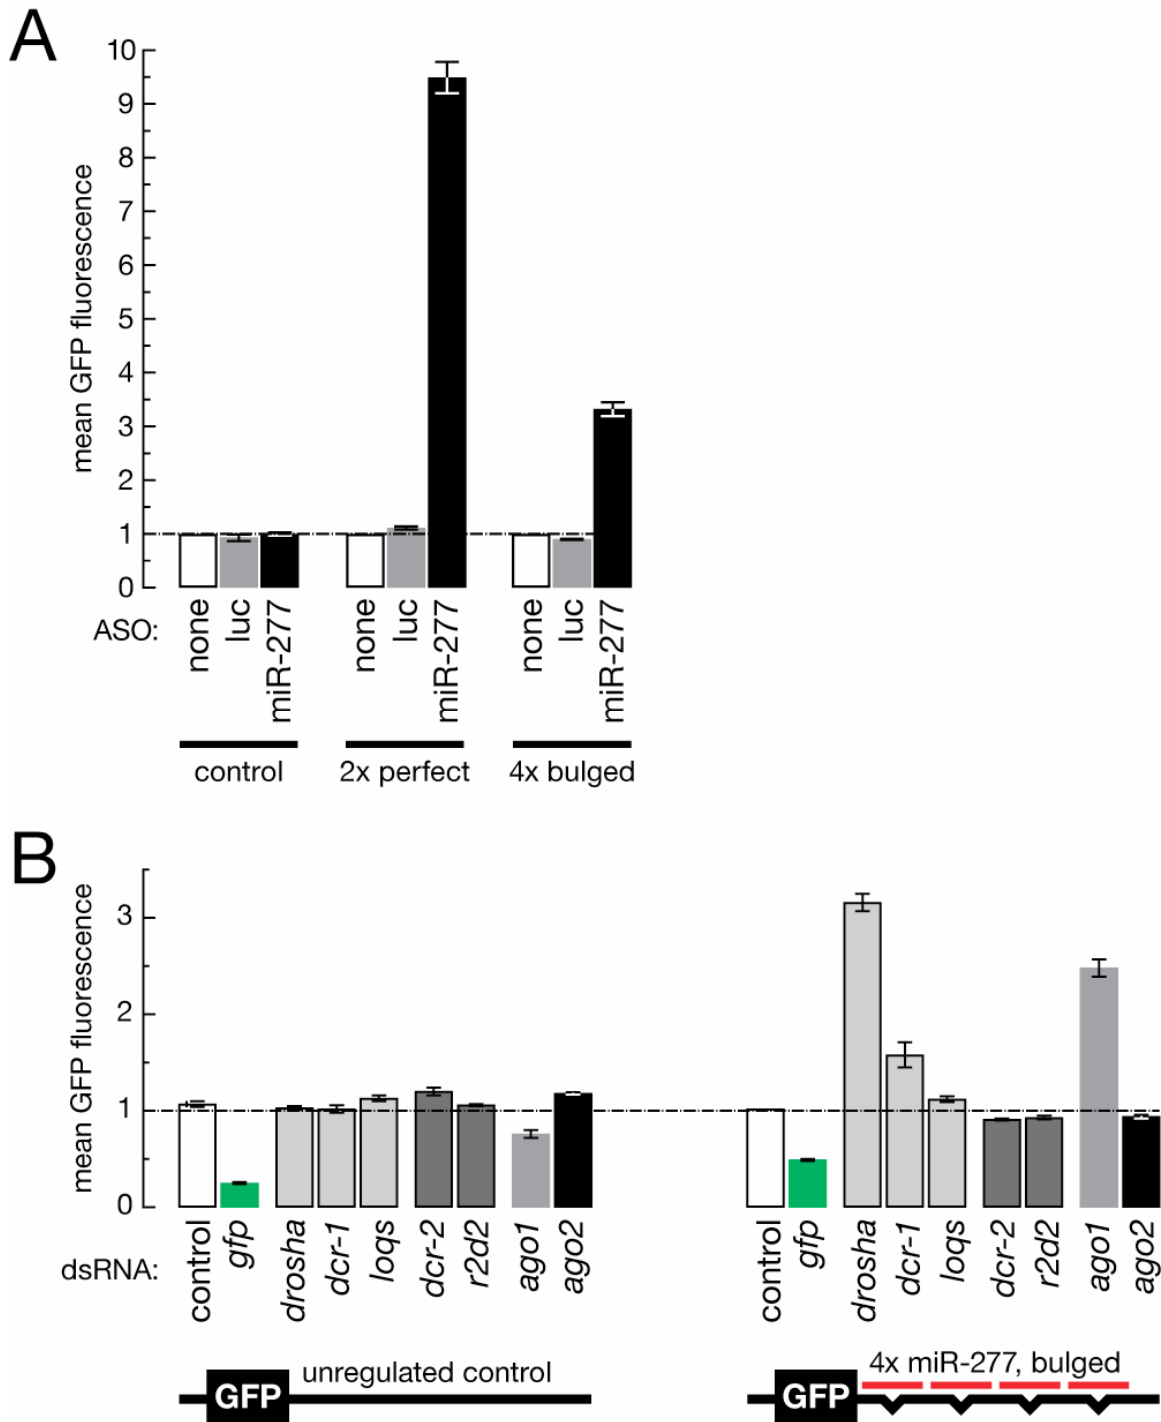 A
mean GFP fluorescence
10
9
8
7
6
5
4
3
2
1
0
ASO:
none luc miR-277 none luc miR-277 none luc miR-277
control 2x perfect 4x bulged
B
mean GFP fluorescence
3
2
1
0
dsRNA:
control gfp drosha dcr-1 loqs dcr-2 r2d2 ago1 ago2 control gfp drosha dcr-1 loqs dcr-2 r2d2 ago1 ago2
GFP unregulated control
GFP 4x miR-277, bulged